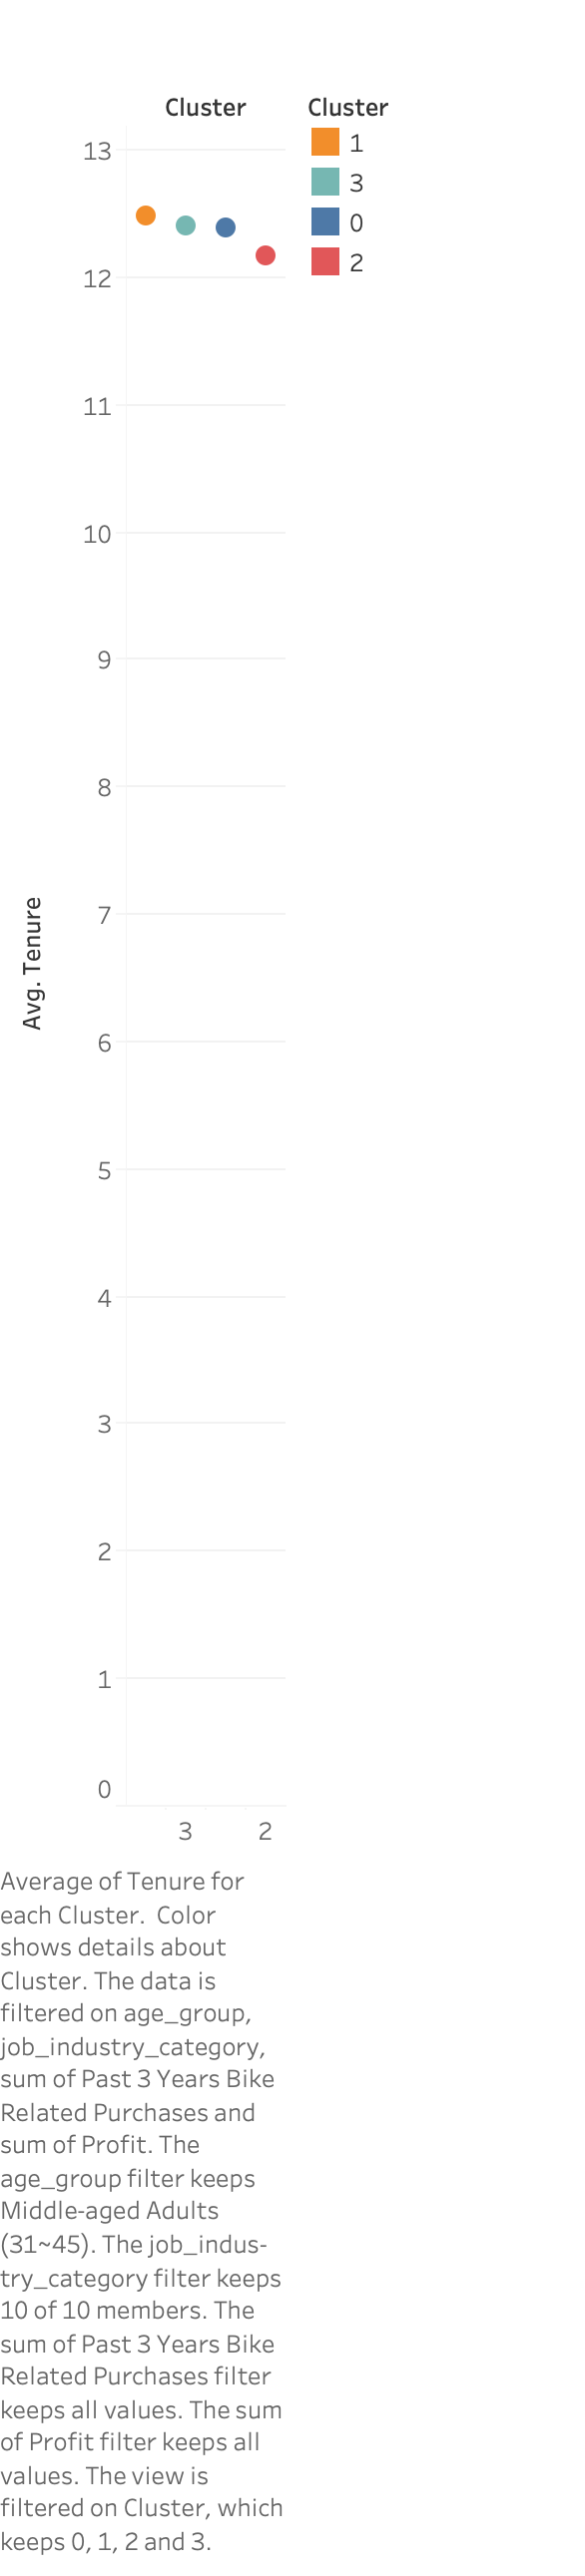 Cluster
Cluster
1
3
0
2
13
12
11
10
9
8
7
6
5
4
3
2
1
0
Avg. Tenure
3 2
Average of Tenure for
each Cluster.  Color
shows details about
Cluster. The data is
filtered on age_group,
job_industry_category,
sum of Past 3 Years Bike
Related Purchases and
sum of Profit. The
age_group filter keeps
Middle-aged Adults
(31~45). The job_indus-
try_category filter keeps
10 of 10 members. The
sum of Past 3 Years Bike
Related Purchases filter
keeps all values. The sum
of Profit filter keeps all
values. The view is
filtered on Cluster, which
keeps 0, 1, 2 and 3.